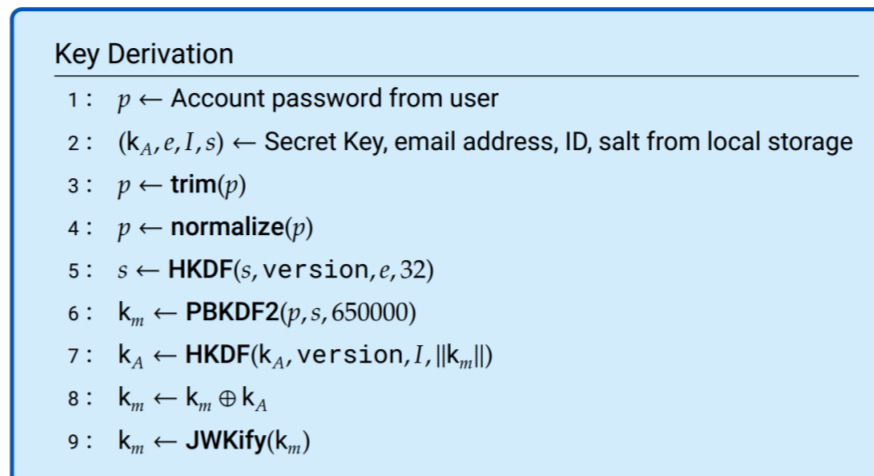 Key Derivation
1 : p ← Account password from user
2 : (k_A, e, I, s) ← Secret Key, email address, ID, salt from local storage
3 : p ← trim(p)
4 : p ← normalize(p)
5 : s ← HKDF(s, version, e, 32)
6 : k_m ← PBKDF2(p, s, 650000)
7 : k_A ← HKDF(k_A, version, I, ‖k_m‖)
8 : k_m ← k_m ⊕ k_A
9 : k_m ← JWKify(k_m)